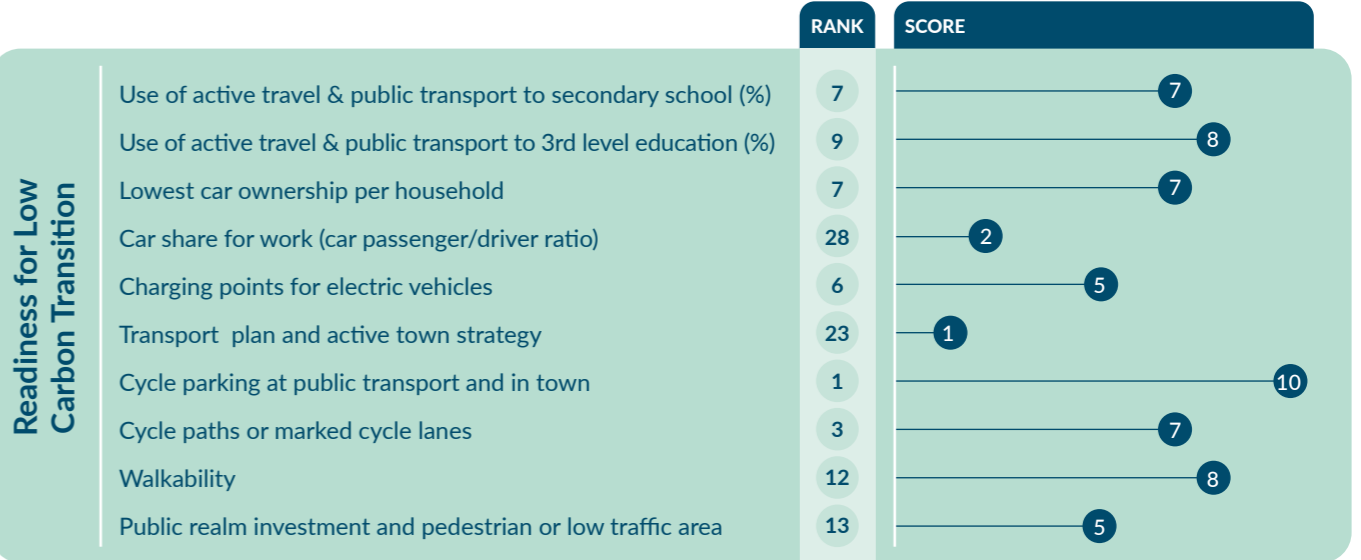 RANK SCORE
Readiness for Low
Carbon Transition
Use of active travel & public transport to secondary school (%) 7 7
Use of active travel & public transport to 3rd level education (%) 9 8
Lowest car ownership per household 7 7
Car share for work (car passenger/driver ratio) 28 2
Charging points for electric vehicles 6 5
Transport plan and active town strategy 23 1
Cycle parking at public transport and in town 1 10
Cycle paths or marked cycle lanes 3 7
Walkability 12 8
Public realm investment and pedestrian or low traffic area 13 5